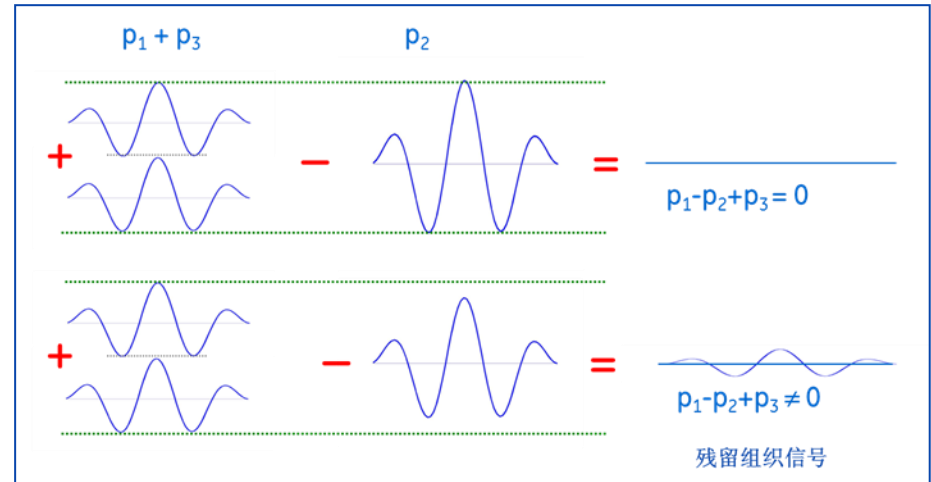 p₁ + p₃ p₂
+ − = p₁-p₂+p₃ = 0
+ − = p₁-p₂+p₃ ≠ 0
残留组织信号